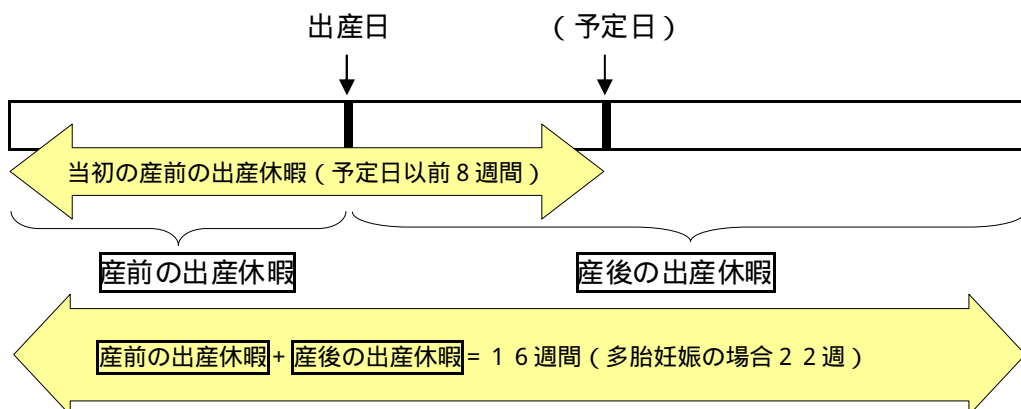 出産日 (予定日)
当初の産前の出産休暇(予定日以前8週間)
産前の出産休暇 産後の出産休暇
産前の出産休暇+産後の出産休暇=16週間(多胎妊娠の場合22週)